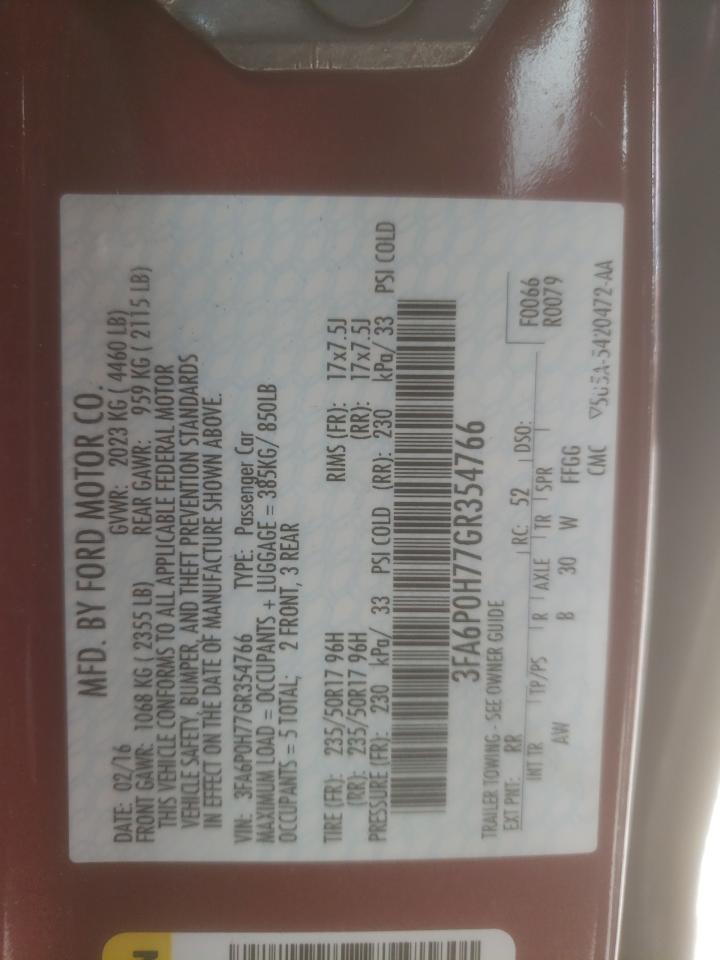 MFD. BY FORD MOTOR CO.
DATE: 02/16 GVWR: 2023 KG ( 4460 LB)
FRONT GAWR: 1068 KG ( 2355 LB) REAR GAWR: 959 KG ( 2115 LB)
THIS VEHICLE CONFORMS TO ALL APPLICABLE FEDERAL MOTOR
VEHICLE SAFETY, BUMPER, AND THEFT PREVENTION STANDARDS
IN EFFECT ON THE DATE OF MANUFACTURE SHOWN ABOVE.
VIN: 3FA6P0H77GR354766 TYPE: Passenger Car
MAXIMUM LOAD = OCCUPANTS + LUGGAGE = 385KG/ 850LB
OCCUPANTS = 5 TOTAL; 2 FRONT, 3 REAR
TIRE (FR): 235/50R17 96H RIMS (FR): 17x7.5J
(RR): 235/50R17 96H (RR): 17x7.5J
PRESSURE (FR): 230 kPa/ 33 PSI COLD (RR): 230 kPa/ 33 PSI COLD
3FA6P0H77GR354766
TRAILER TOWING - SEE OWNER GUIDE
EXT PNT: RR RC: 52 DSO: F0066
R0079
INT TR TP/PS R AXLE TR SPR
AW B 30 W FFGG
CMC